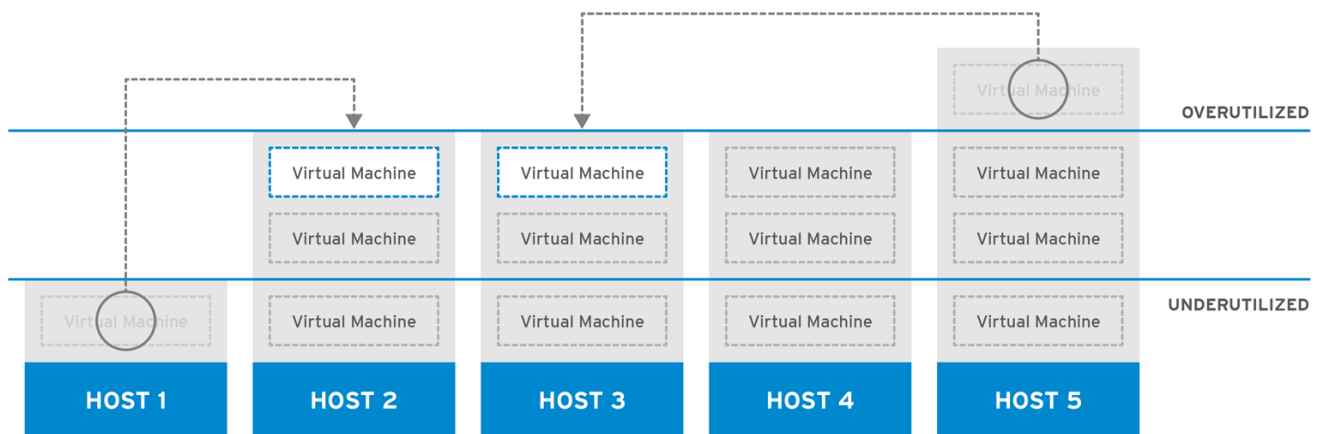 Virtual Machine
OVERUTILIZED
Virtual Machine Virtual Machine Virtual Machine Virtual Machine
Virtual Machine Virtual Machine Virtual Machine Virtual Machine
UNDERUTILIZED
Virtual Machine Virtual Machine Virtual Machine Virtual Machine Virtual Machine
HOST 1 HOST 2 HOST 3 HOST 4 HOST 5